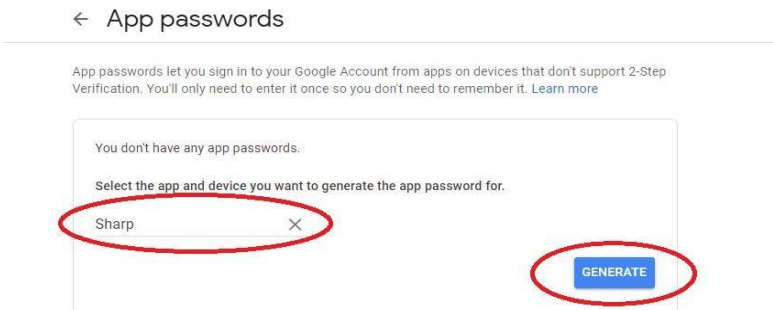 App passwords
App passwords let you sign in to your Google Account from apps on devices that don't support 2-Step
Verification. You'll only need to enter it once so you don't need to remember it. Learn more
You don't have any app passwords.
Select the app and device you want to generate the app password for.
Sharp
GENERATE